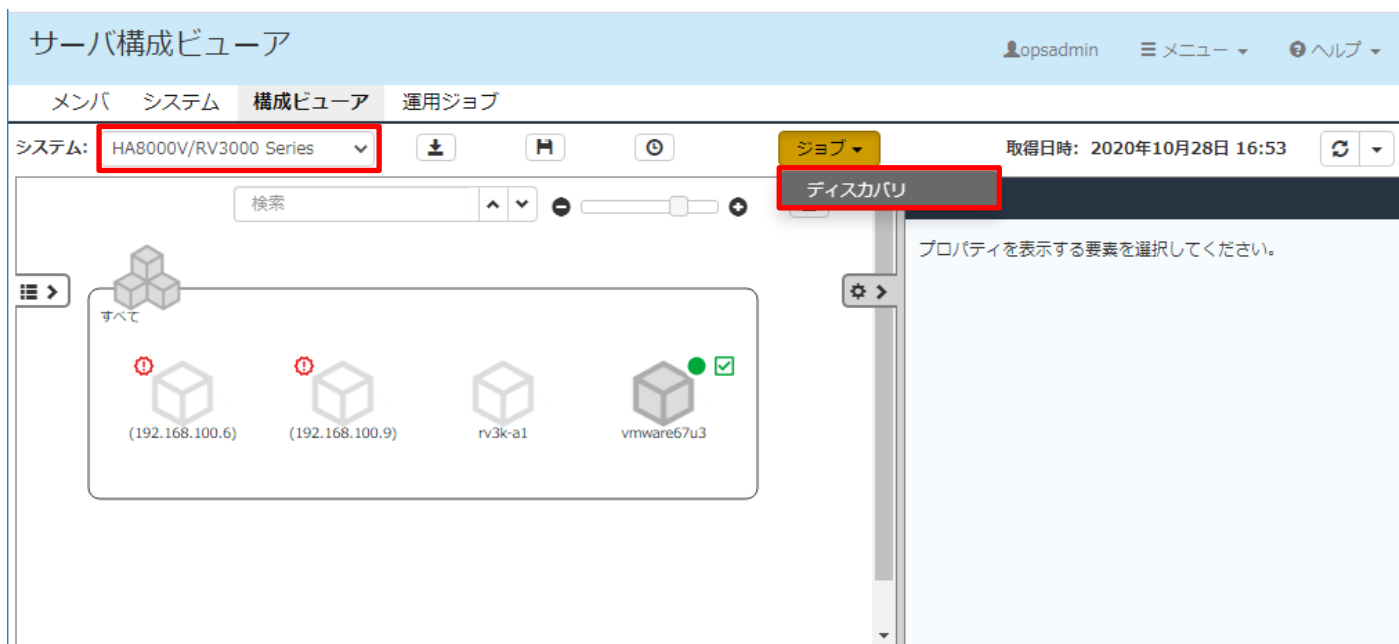 サーバ構成ビューア
opsadmin メニュー ヘルプ
メンバ システム 構成ビューア 運用ジョブ
システム: HA8000V/RV3000 Series ジョブ 取得日時: 2020年10月28日 16:53
ディスカバリ
検索
プロパティを表示する要素を選択してください。
すべて
(192.168.100.6) (192.168.100.9) rv3k-a1 vmware67u3